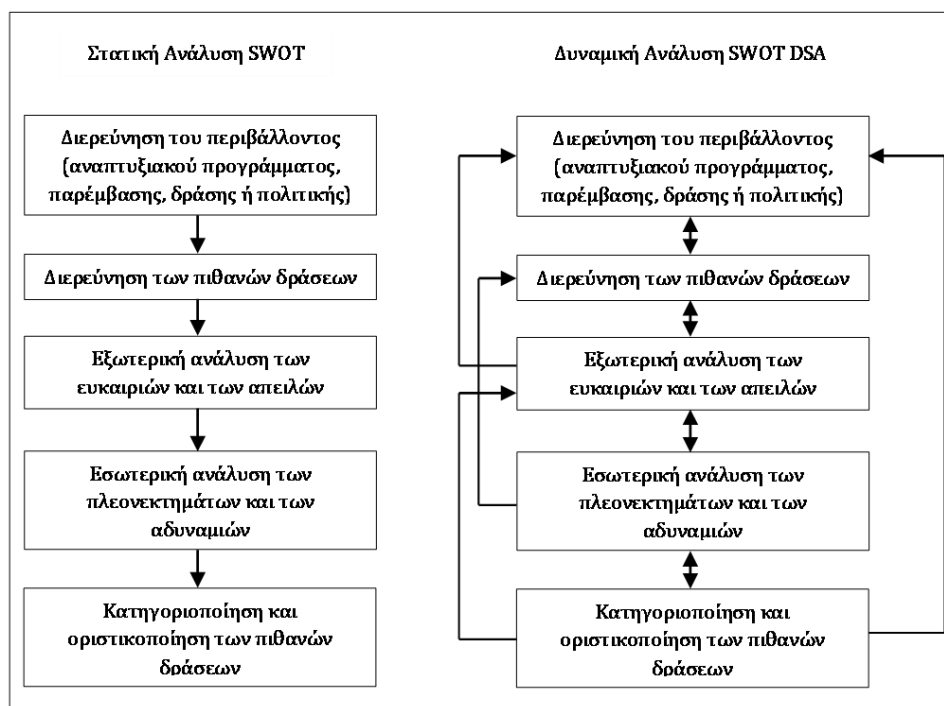 Στατική Ανάλυση SWOT
Διερεύνηση του περιβάλλοντος
(αναπτυξιακού προγράμματος,
παρέμβασης, δράσης ή πολιτικής)
Διερεύνηση των πιθανών δράσεων
Εξωτερική ανάλυση των
ευκαιριών και των απειλών
Εσωτερική ανάλυση των
πλεονεκτημάτων και των
αδυναμιών
Κατηγοριοποίηση και
οριστικοποίηση των πιθανών
δράσεων
Δυναμική Ανάλυση SWOT DSA
Διερεύνηση του περιβάλλοντος
(αναπτυξιακού προγράμματος,
παρέμβασης, δράσης ή πολιτικής)
Διερεύνηση των πιθανών δράσεων
Εξωτερική ανάλυση των
ευκαιριών και των απειλών
Εσωτερική ανάλυση των
πλεονεκτημάτων και των
αδυναμιών
Κατηγοριοποίηση και
οριστικοποίηση των πιθανών
δράσεων